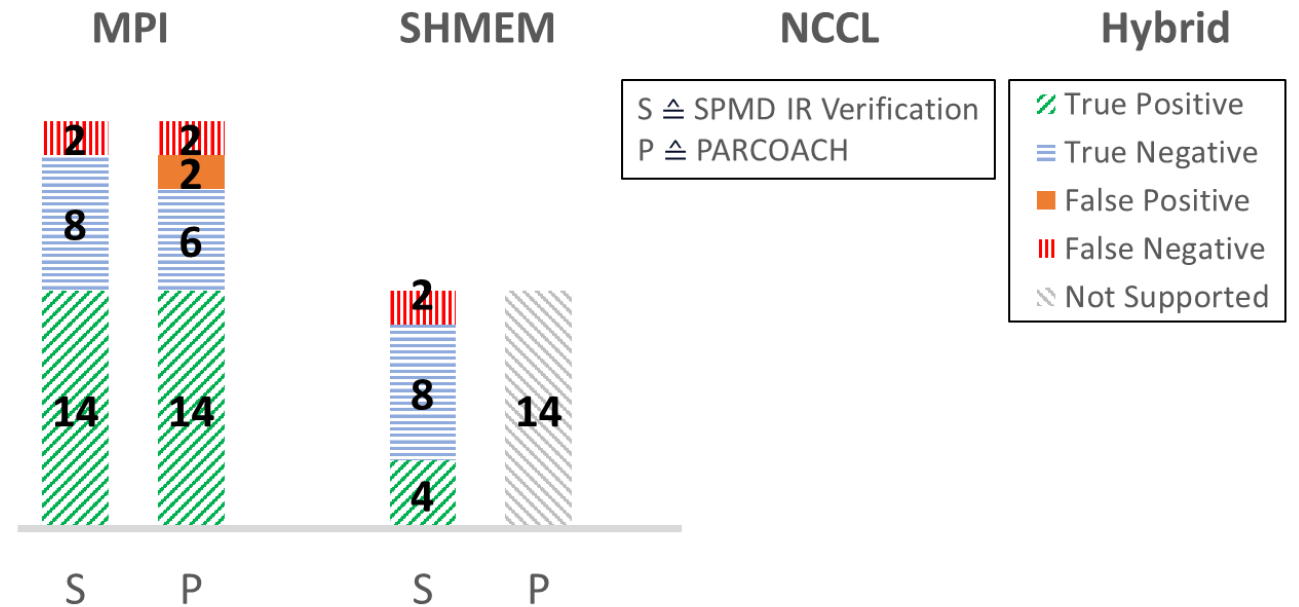 MPI SHMEM NCCL Hybrid
S ≙ SPMD IR Verification
P ≙ PARCOACH
True Positive
True Negative
False Positive
False Negative
Not Supported
2 2
2
8 6
14 14
2
8
4
14
S P S P